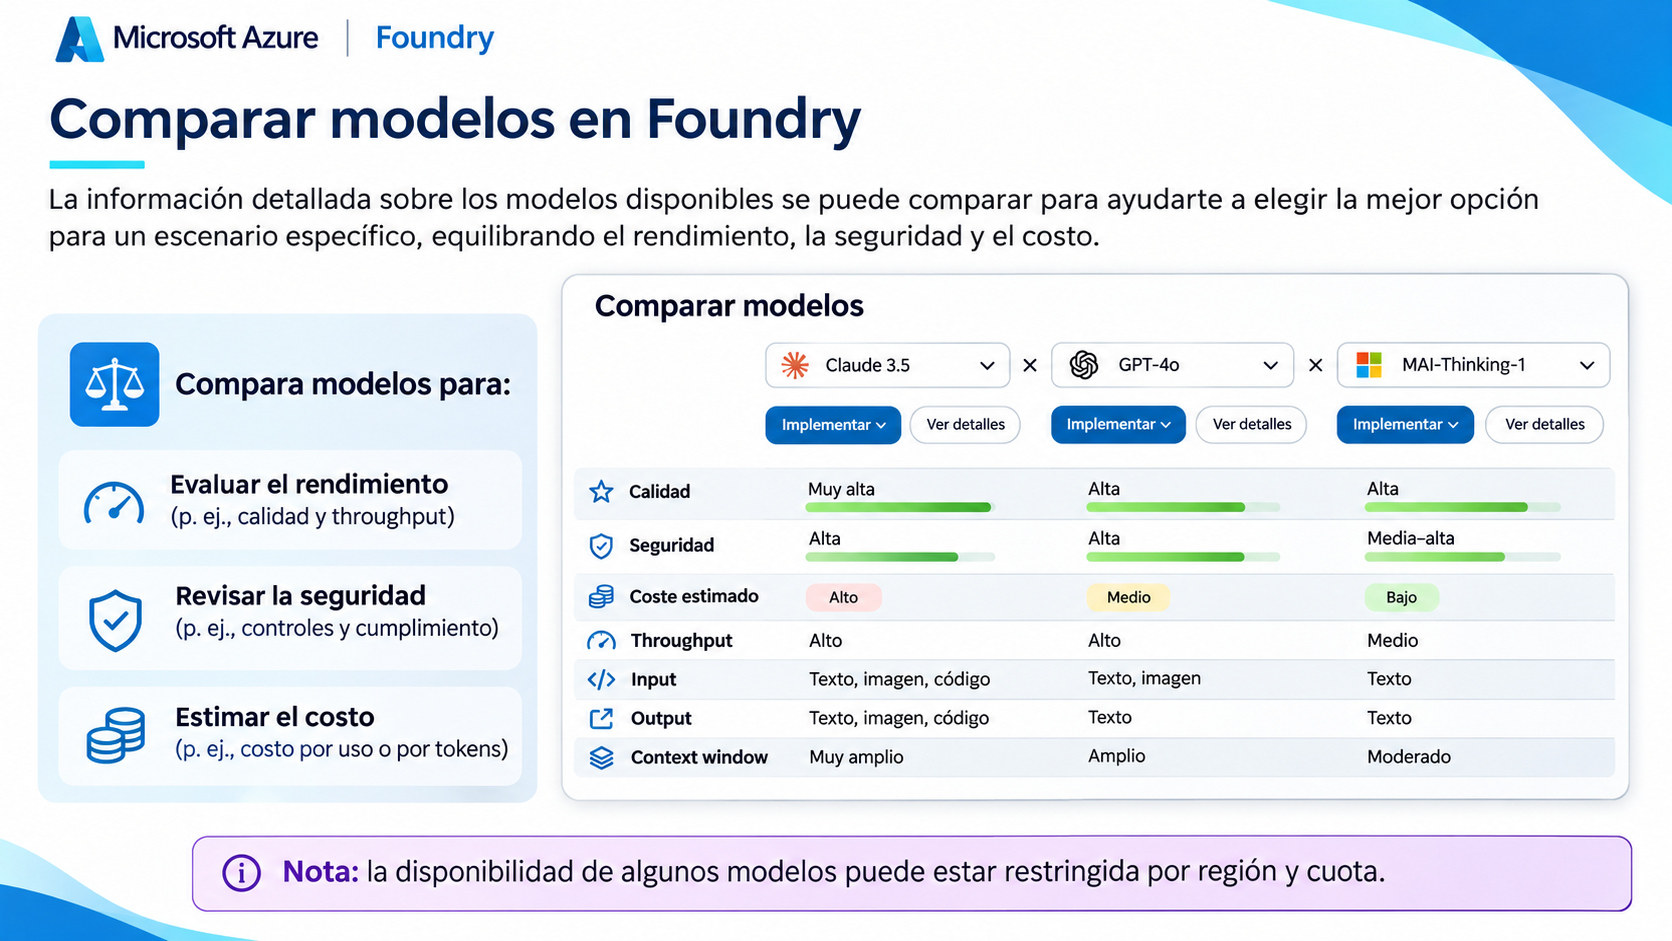 Microsoft Azure | Foundry
Comparar modelos en Foundry
La información detallada sobre los modelos disponibles se puede comparar para ayudarte a elegir la mejor opción
para un escenario específico, equilibrando el rendimiento, la seguridad y el costo.
Compara modelos para:
Evaluar el rendimiento
(p. ej., calidad y throughput)
Revisar la seguridad
(p. ej., controles y cumplimiento)
Estimar el costo
(p. ej., costo por uso o por tokens)
Comparar modelos
Claude 3.5 × GPT-4o × MAI-Thinking-1
Implementar Ver detalles Implementar Ver detalles Implementar Ver detalles
Calidad Muy alta Alta Alta
Seguridad Alta Alta Media–alta
Coste estimado Alto Medio Bajo
Throughput Alto Alto Medio
Input Texto, imagen, código Texto, imagen Texto
Output Texto, imagen, código Texto Texto
Context window Muy amplio Amplio Moderado
Nota: la disponibilidad de algunos modelos puede estar restringida por región y cuota.